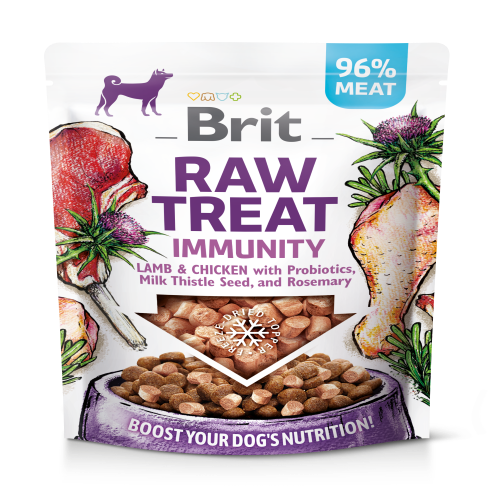 96%
MEAT
Brit
RAW
TREAT
IMMUNITY
LAMB & CHICKEN with Probiotics,
Milk Thistle Seed, and Rosemary
FREEZE-DRIED TOPPER
BOOST YOUR DOG'S NUTRITION!